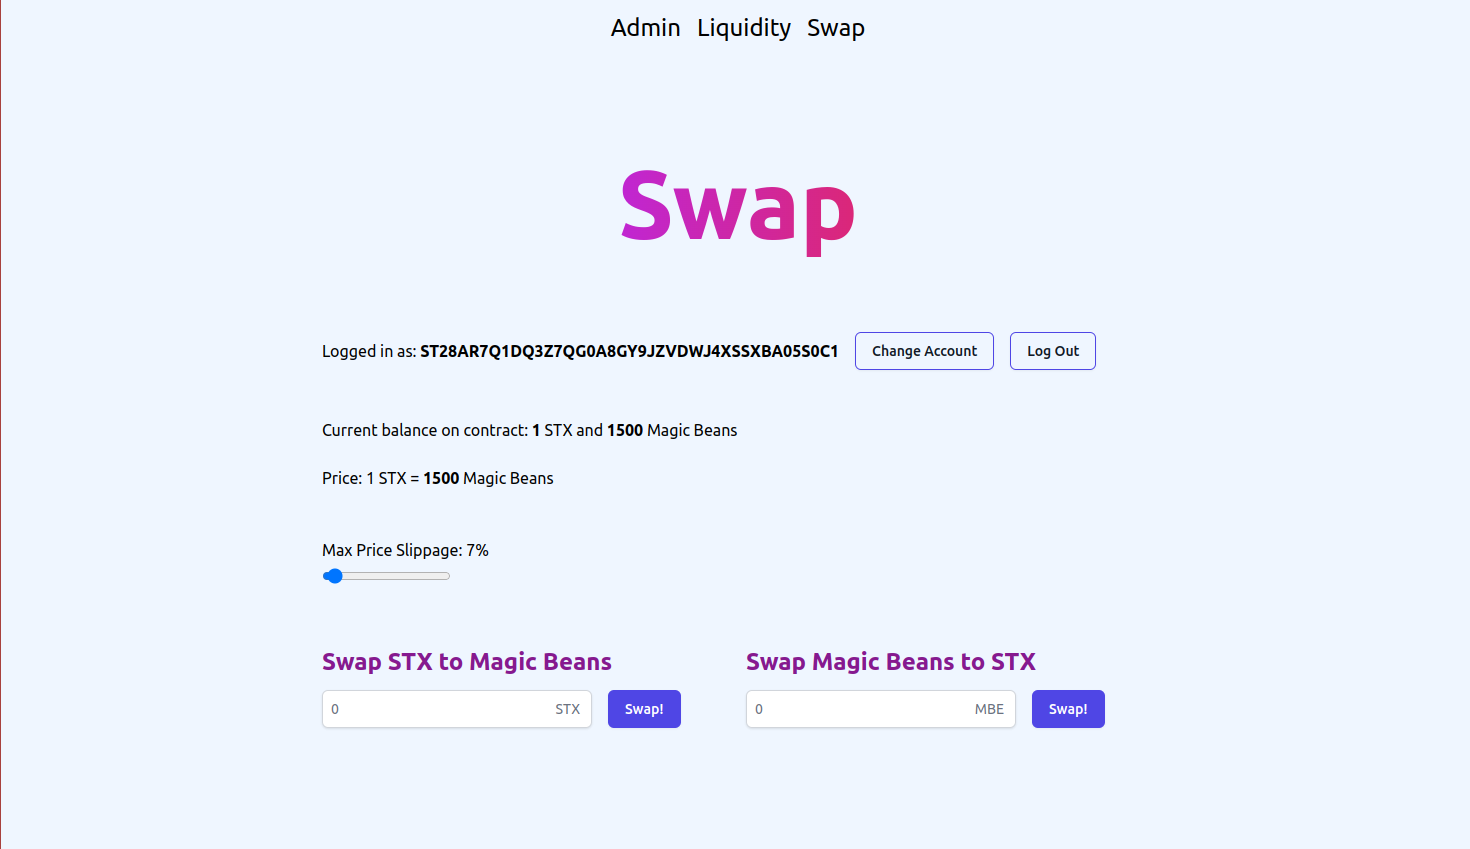 Admin Liquidity Swap
Swap
Logged in as: ST28AR7Q1DQ3Z7QG0A8GY9JZVDWJ4XSSXBA05S0C1 Change Account Log Out
Current balance on contract: 1 STX and 1500 Magic Beans
Price: 1 STX = 1500 Magic Beans
Max Price Slippage: 7%
Swap STX to Magic Beans
0 STX Swap!
Swap Magic Beans to STX
0 MBE Swap!